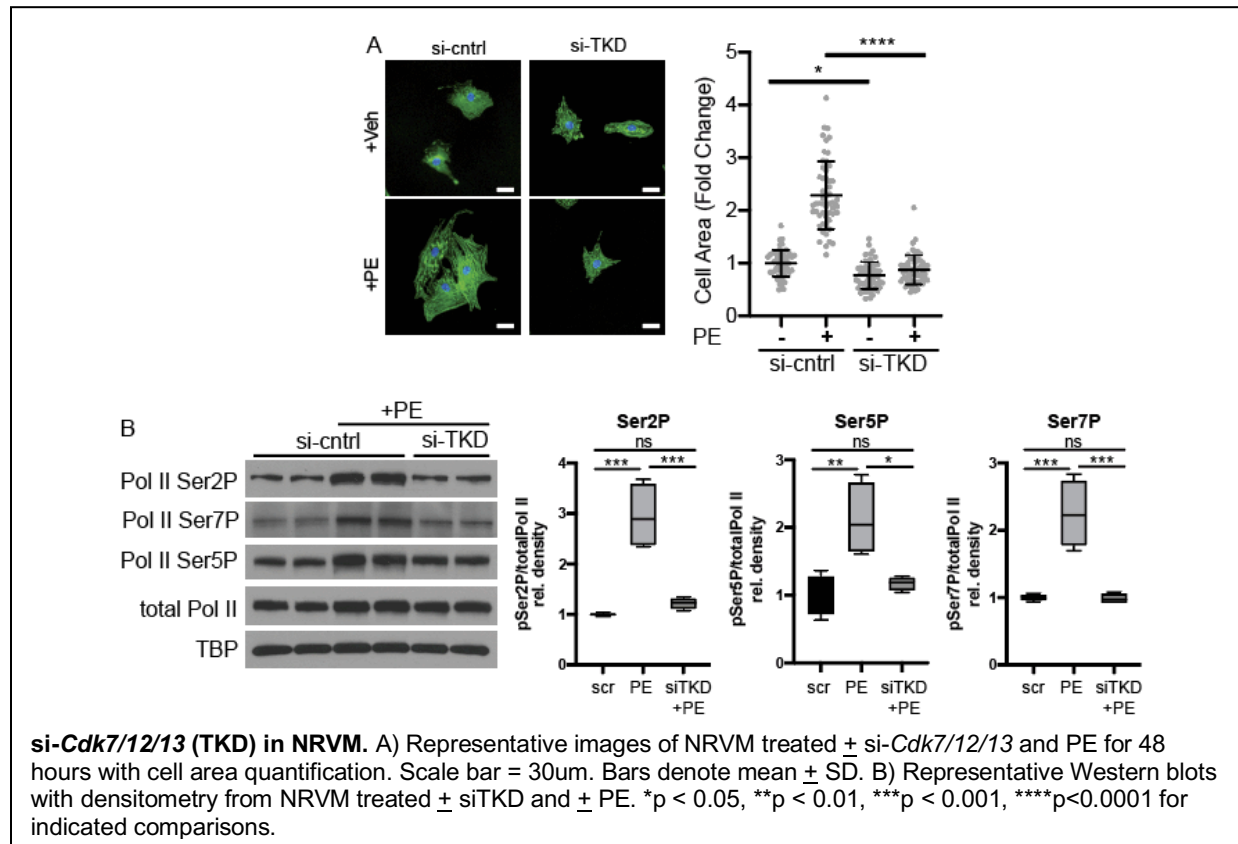 A
si-cntrl
si-TKD
+Veh
+PE
Cell Area (Fold Change)
5
4
3
2
1
0
*
****
PE - + - +
si-cntrl si-TKD
B
+PE
si-cntrl si-TKD
Pol II Ser2P
Pol II Ser7P
Pol II Ser5P
total Pol II
TBP
Ser2P
ns
*** ***
pSer2P/totalPol II
rel. density
4
3
2
1
0
scr PE siTKD
+PE
Ser5P
ns
** *
pSer5P/totalPol II
rel. density
3
2
1
0
scr PE siTKD
+PE
Ser7P
ns
*** ***
pSer7P/totalPol II
rel. density
3
2
1
0
scr PE siTKD
+PE
si-Cdk7/12/13 (TKD) in NRVM. A) Representative images of NRVM treated + si-Cdk7/12/13 and PE for 48
hours with cell area quantification. Scale bar = 30um. Bars denote mean + SD. B) Representative Western blots
with densitometry from NRVM treated + siTKD and + PE. *p < 0.05, **p < 0.01, ***p < 0.001, ****p<0.0001 for
indicated comparisons.